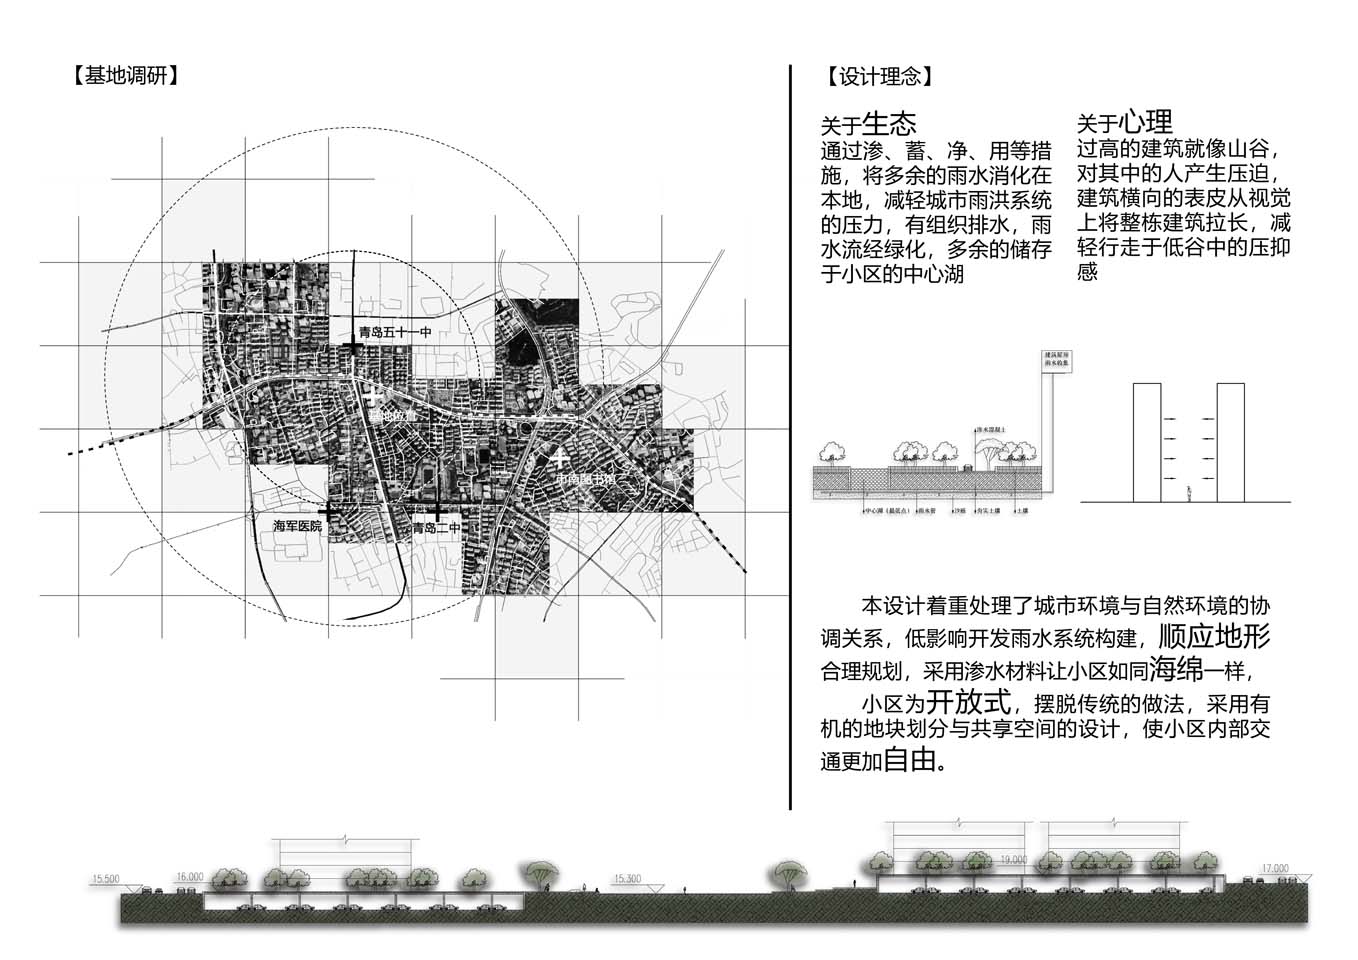 【基地调研】
青岛五十一中
基地位置
市南图书馆
海军医院
青岛二中
【设计理念】
关于生态
通过渗、蓄、净、用等措
施，将多余的雨水消化在
本地，减轻城市雨洪系统
的压力，有组织排水，雨
水流经绿化，多余的储存
于小区的中心湖
关于心理
过高的建筑就像山谷，
对其中的人产生压迫，
建筑横向的表皮从视觉
上将整栋建筑拉长，减
轻行走于低谷中的压抑
感
建筑屋顶
雨水收集
渗水混凝土
中心湖（最低点）
雨水管
沙砾
夯实土壤
土壤
本设计着重处理了城市环境与自然环境的协
调关系，低影响开发雨水系统构建，顺应地形
合理规划，采用渗水材料让小区如同海绵一样，
小区为开放式，摆脱传统的做法，采用有
机的地块划分与共享空间的设计，使小区内部交
通更加自由。
15.500
16.000
15.300
19.000
17.000